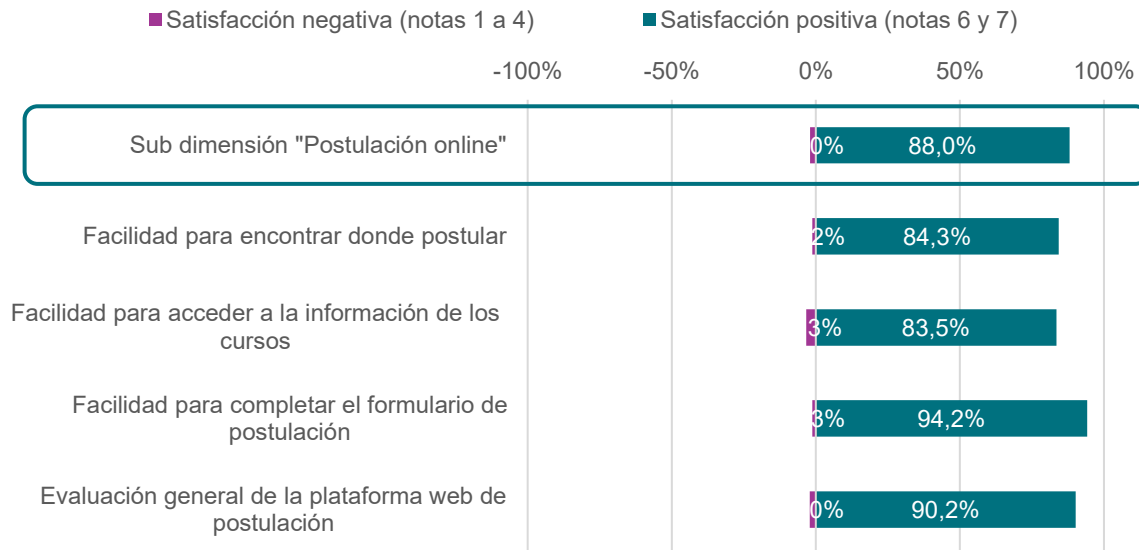 Satisfacción negativa (notas 1 a 4) Satisfacción positiva (notas 6 y 7)
-100% -50% 0% 50% 100%
Sub dimensión "Postulación online" 0% 88,0%
Facilidad para encontrar donde postular 2% 84,3%
Facilidad para acceder a la información de los
cursos
3% 83,5%
Facilidad para completar el formulario de
postulación
3% 94,2%
Evaluación general de la plataforma web de
postulación
0% 90,2%